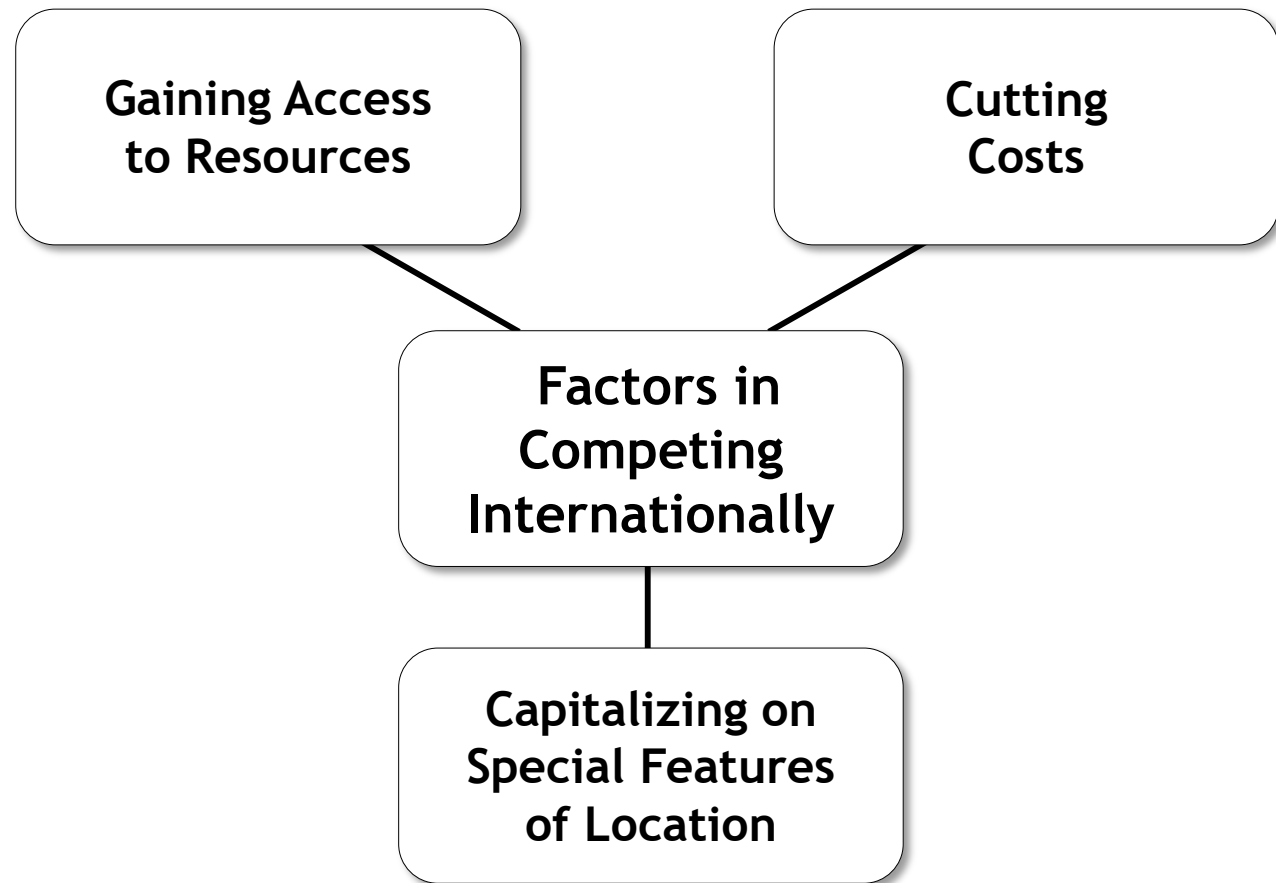 Gaining Access
to Resources
Cutting
Costs
Factors in
Competing
Internationally
Capitalizing on
Special Features
of Location